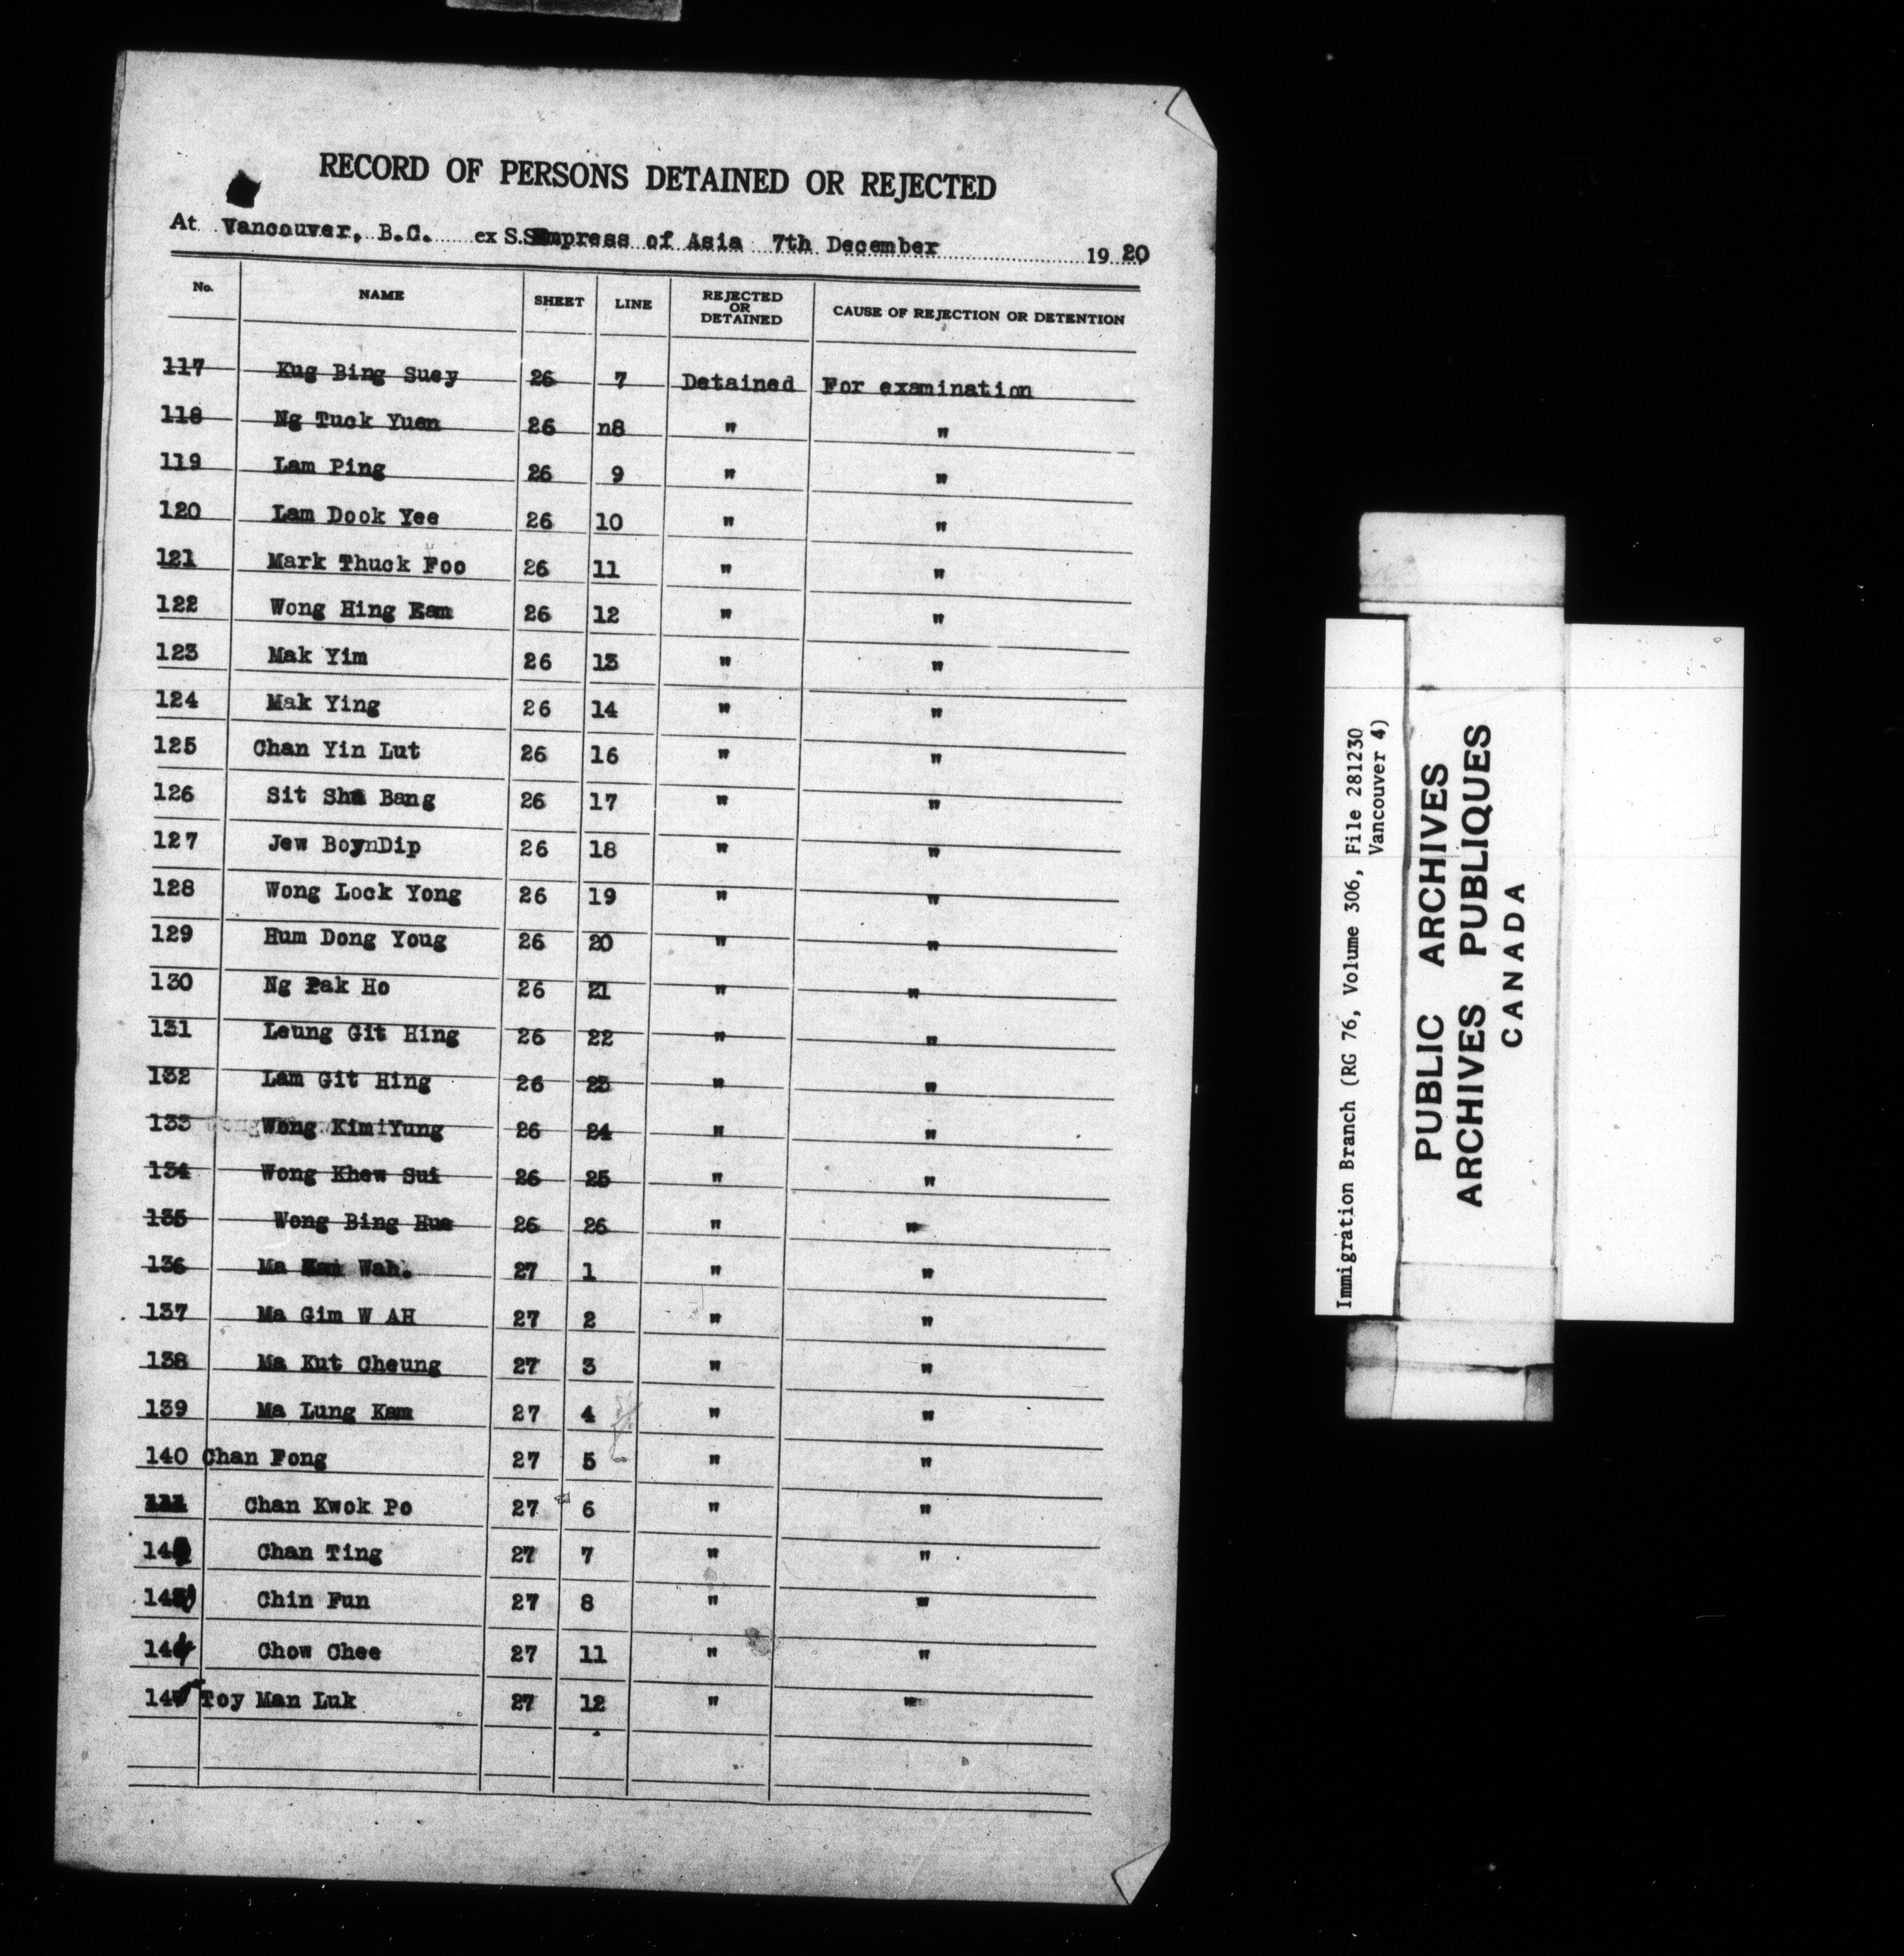 RECORD OF PERSONS DETAINED OR REJECTED
At Vancouver, B.C. ex S.S. Empress of Asia 7th December 1920
No. NAME SHEET LINE REJECTED OR DETAINED CAUSE OF REJECTION OR DETENTION
117 Kug Bing Suey 26 7 Detained For examination
118 Ng Tuck Yuen 26 n8 " "
119 Lam Ping 26 9 " "
120 Lam Dook Yee 26 10 " "
121 Mark Thuck Foo 26 11 " "
122 Wong Hing 26 12 " "
123 Mak Yim 26 13 " "
124 Mak Ying 26 14 " "
125 Chan Yin Lut 26 16 " "
126 Sit Bang 26 17 " "
127 Jew BoynDip 26 18 " "
128 Wong Lock Yong 26 19 " "
129 Hum Dong Youg 26 20 " "
130 Ng Pak Ho 26 21 " "
131 Leung Git Hing 26 22 " "
132 Lam Git Hing 26 23 " "
133 Wong Kim Yung 26 24 " "
134 Wong Khew Sui 26 25 " "
135 Wong Bing Hua 26 26 " "
136 Ma Wah. 27 1 " "
137 Ma Gim W AH 27 2 " "
138 Ma Kut Cheung 27 3 " "
139 Ma Lung Kam 27 4 " "
140 Chan Fong 27 5 " "
Chan Kwok Po 27 6 " "
Chan Ting 27 7 " "
Chin Fun 27 8 " "
144 Chow Chee 27 11 " "
Toy Man Luk 27 12 " "
Immigration Branch (RG 76, Volume 306, File 281230
Vancouver 4)
PUBLIC ARCHIVES
ARCHIVES PUBLIQUES
CANADA